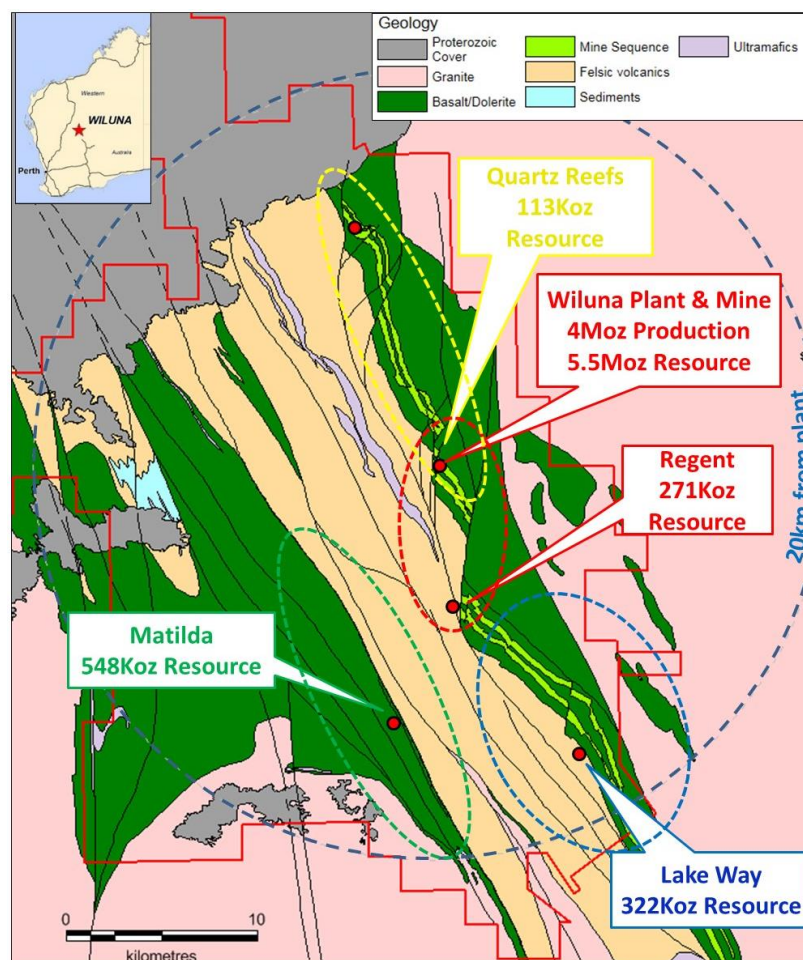 Geology
Proterozoic
Cover
Granite
Basalt/Dolerite
Mine Sequence
Felsic volcanics
Sediments
Ultramafics
Western
WILUNA
Australia
Perth
Quartz Reefs
113Koz
Resource
Wiluna Plant & Mine
4Moz Production
5.5Moz Resource
Regent
271Koz
Resource
20km from plant
Matilda
548Koz Resource
Lake Way
322Koz Resource
0 10
kilometres